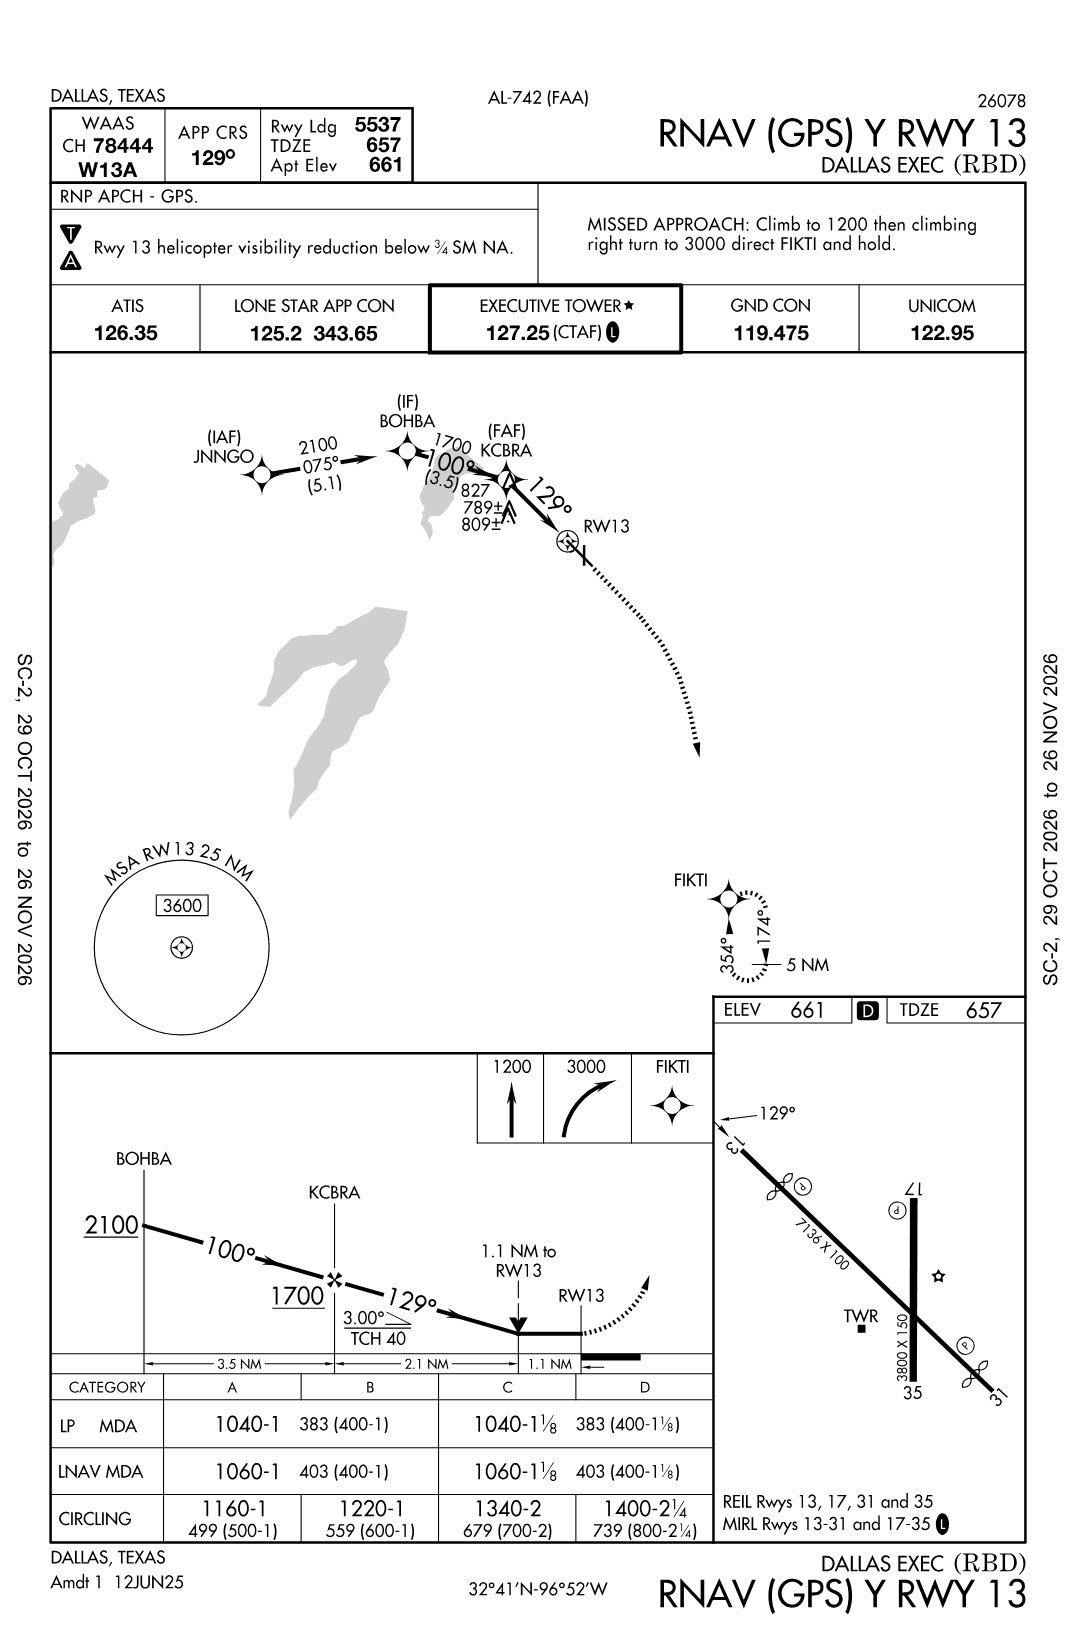 DALLAS, TEXAS
AL-742 (FAA)
26078
RNAV (GPS) Y RWY 13
DALLAS EXEC (RBD)
WAAS
CH 78444
W13A
APP CRS
129°
Rwy Ldg 5537
TDZE 657
Apt Elev 661
RNP APCH - GPS.
T
A
Rwy 13 helicopter visibility reduction below ¾ SM NA.
MISSED APPROACH: Climb to 1200 then climbing
right turn to 3000 direct FIKTI and hold.
ATIS
126.35
LONE STAR APP CON
125.2 343.65
EXECUTIVE TOWER★
127.25 (CTAF) L
GND CON
119.475
UNICOM
122.95
(IAF)
JNNGO
2100
075°
(5.1)
(IF)
BOHBA
1700
100°
(3.5)
(FAF)
KCBRA
827
789±
809±
129°
RW13
MSA RW13 25 NM
3600
FIKTI
354°
174°
5 NM
SC-2, 29 OCT 2026 to 26 NOV 2026
SC-2, 29 OCT 2026 to 26 NOV 2026
ELEV 661
D
TDZE 657
129°
13
P
7136 X 100
17
P
TWR
3800 X 150
P
35
31
REIL Rwys 13, 17, 31 and 35
MIRL Rwys 13-31 and 17-35 L
1200
3000
FIKTI
BOHBA
2100
100°
KCBRA
1700
129°
3.00°
TCH 40
1.1 NM to
RW13
RW13
3.5 NM
2.1 NM
1.1 NM
CATEGORY A B C D
LP MDA 1040-1 383 (400-1) 1040-1⅛ 383 (400-1⅛)
LNAV MDA 1060-1 403 (400-1) 1060-1⅛ 403 (400-1⅛)
CIRCLING
1160-1
499 (500-1)
1220-1
559 (600-1)
1340-2
679 (700-2)
1400-2¼
739 (800-2¼)
DALLAS, TEXAS
Amdt 1 12JUN25
32°41'N-96°52'W
DALLAS EXEC (RBD)
RNAV (GPS) Y RWY 13